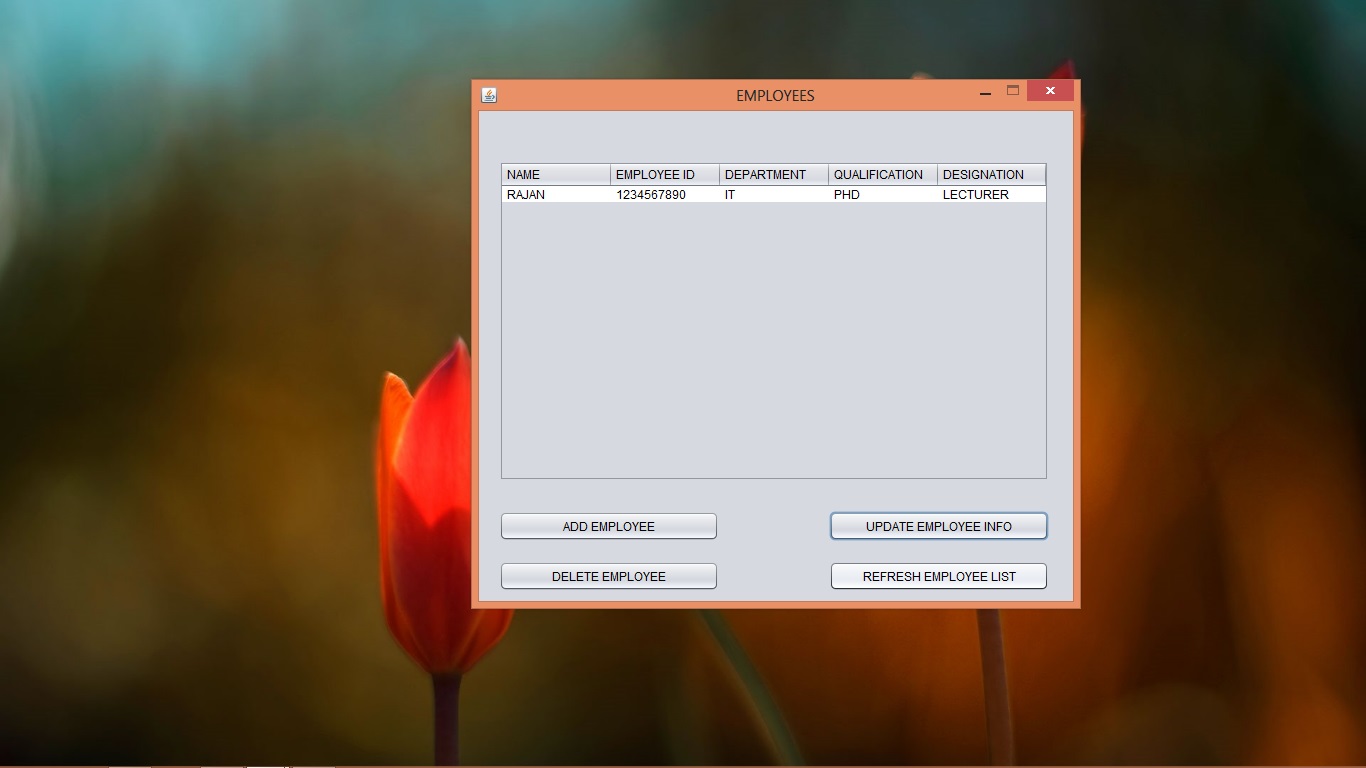 EMPLOYEES
NAME EMPLOYEE ID DEPARTMENT QUALIFICATION DESIGNATION
RAJAN 1234567890 IT PHD LECTURER
ADD EMPLOYEE UPDATE EMPLOYEE INFO
DELETE EMPLOYEE REFRESH EMPLOYEE LIST